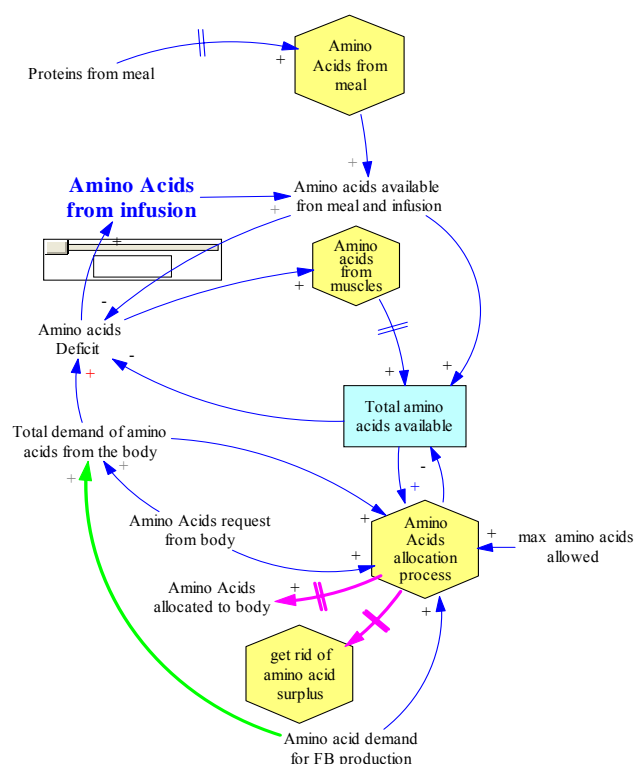 Amino
Acids from
meal
Proteins from meal
+
+
Amino Acids
from infusion
Amino acids available
fron meal and infusion
+
+
Amino
acids
from
muscles
+
-
Amino acids
Deficit
-
+
+
+
Total amino
acids available
Total demand of amino
acids from the body
+
+
-
+
Amino Acids request
from body
+
+
Amino
Acids
allocation
process
+
max amino acids
allowed
Amino Acids
allocated to body
+
+
get rid of
amino acid
surplus
Amino acid demand
for FB production